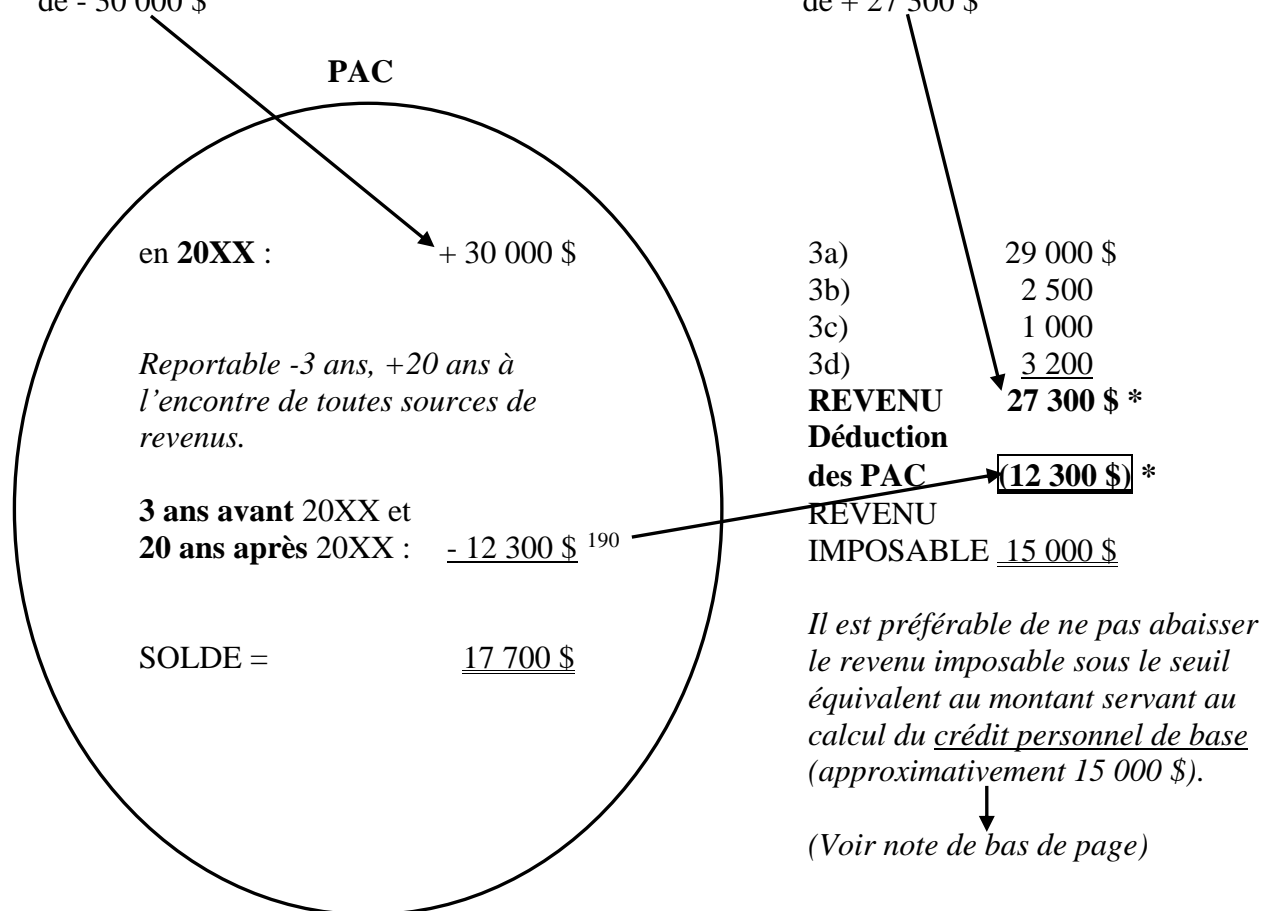 de - 30 000 $
de + 27 300 $
PAC
en 20XX : + 30 000 $
Reportable -3 ans, +20 ans à
l’encontre de toutes sources de
revenus.
3 ans avant 20XX et
20 ans après 20XX : - 12 300 $ 190
SOLDE = 17 700 $
3a) 29 000 $
3b) 2 500
3c) 1 000
3d) 3 200
REVENU 27 300 $ *
Déduction
des PAC (12 300 $) *
REVENU
IMPOSABLE 15 000 $
Il est préférable de ne pas abaisser
le revenu imposable sous le seuil
équivalent au montant servant au
calcul du crédit personnel de base
(approximativement 15 000 $).
(Voir note de bas de page)